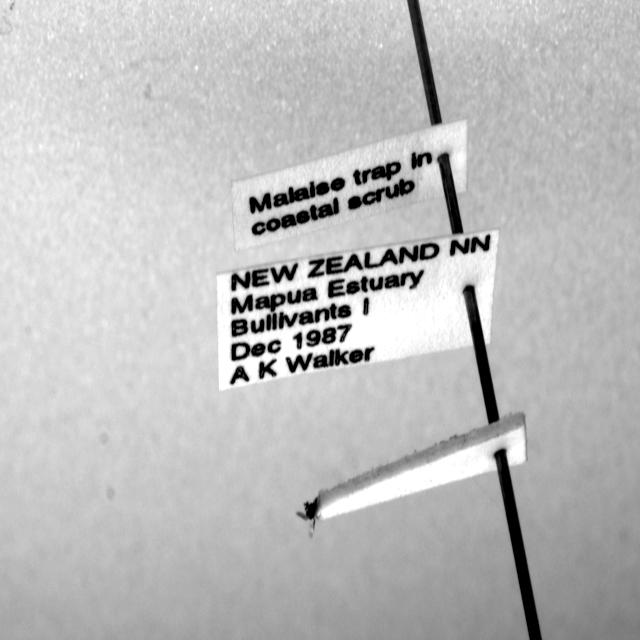 Malaise trap in
coastal scrub
NEW ZEALAND NN
Mapua Estuary
Bullivants I
Dec 1987
A K Walker